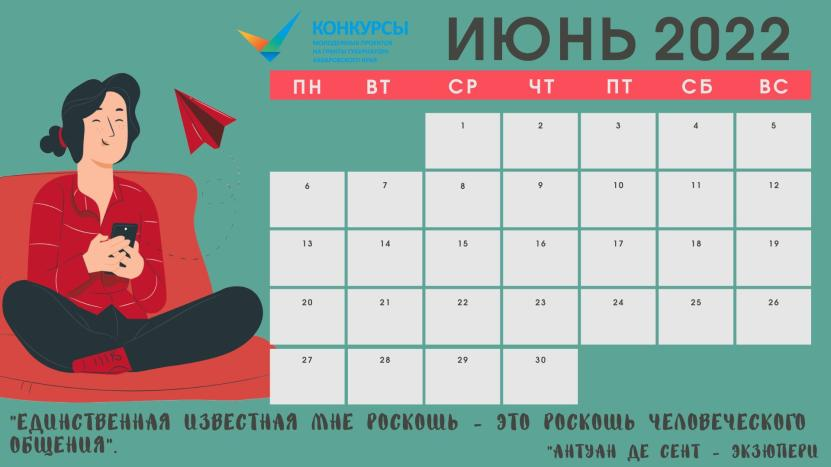 КОНКУРСЫ
МОЛОДЕЖНЫХ ПРОЕКТОВ
НА ГРАНТЫ ГУБЕРНАТОРА
ХАБАРОВСКОГО КРАЯ
ИЮНЬ 2022
ПН ВТ СР ЧТ ПТ СБ ВС
1 2 3 4 5
6 7 8 9 10 11 12
13 14 15 16 17 18 19
20 21 22 23 24 25 26
27 28 29 30
"ЕДИНСТВЕННАЯ ИЗВЕСТНАЯ МНЕ РОСКОШЬ - ЭТО РОСКОШЬ ЧЕЛОВЕЧЕСКОГО
ОБЩЕНИЯ".
"АНТУАН ДЕ СЕНТ - ЭКЗЮПЕРИ